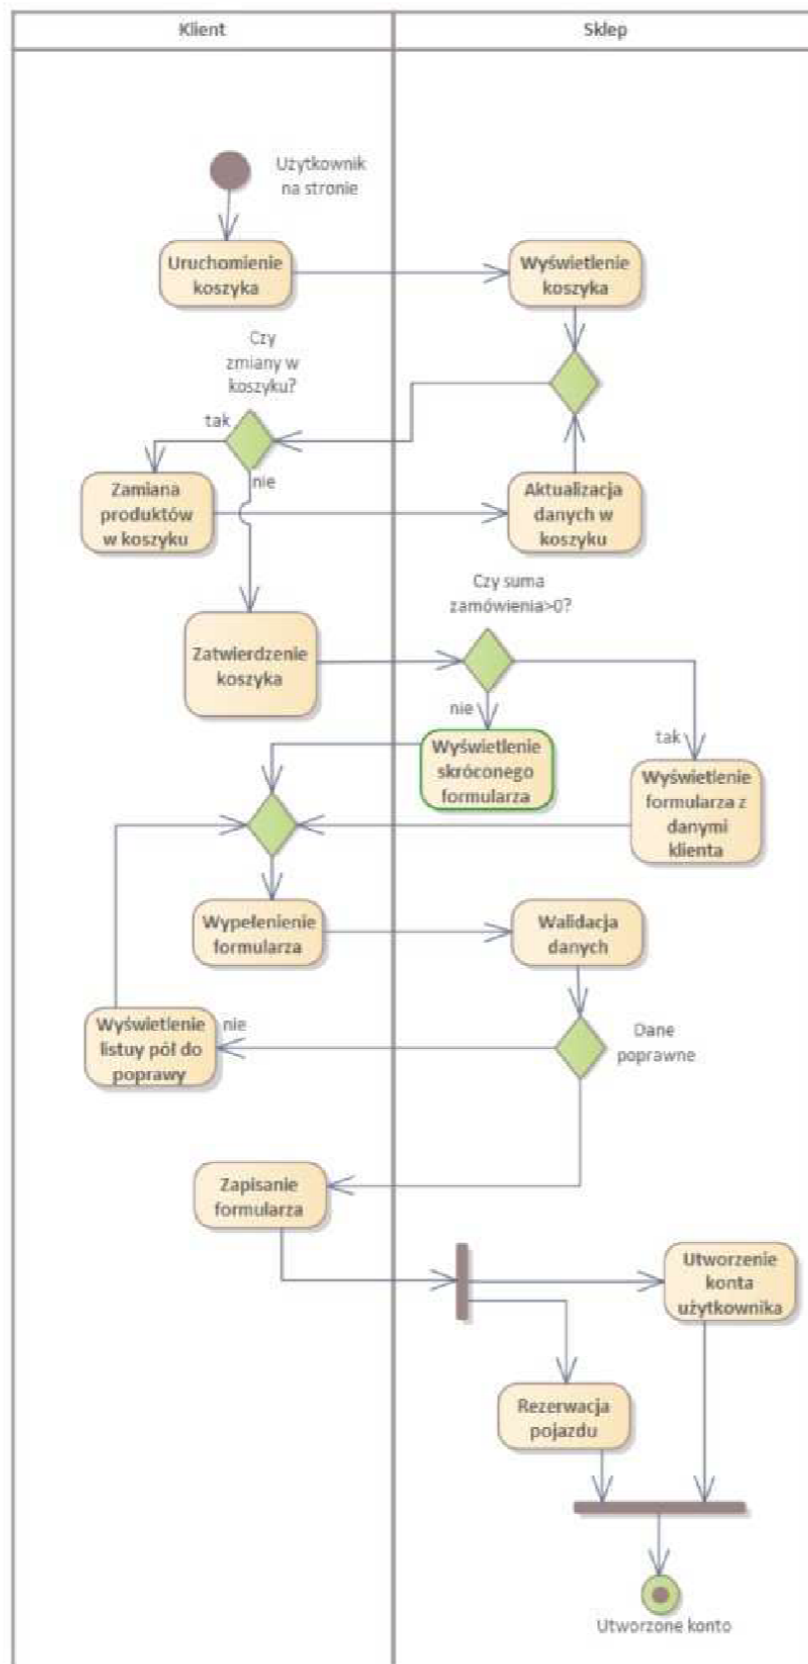 Klient
Sklep
Użytkownik
na stronie
Uruchomienie
koszyka
Wyświetlenie
koszyka
Czy
zmiany w
koszyku?
tak
nie
Zamiana
produktów
w koszyku
Aktualizacja
danych w
koszyku
Czy suma
zamówienia>0?
Zatwierdzenie
koszyka
nie
tak
Wyświetlenie
skróconego
formularza
Wyświetlenie
formularza z
danymi
klienta
Wypełenienie
formularza
Walidacja
danych
Wyświetlenie
listuy pól do
poprawy
nie
Dane
poprawne
Zapisanie
formularza
Utworzenie
konta
użytkownika
Rezerwacja
pojazdu
Utworzone konto